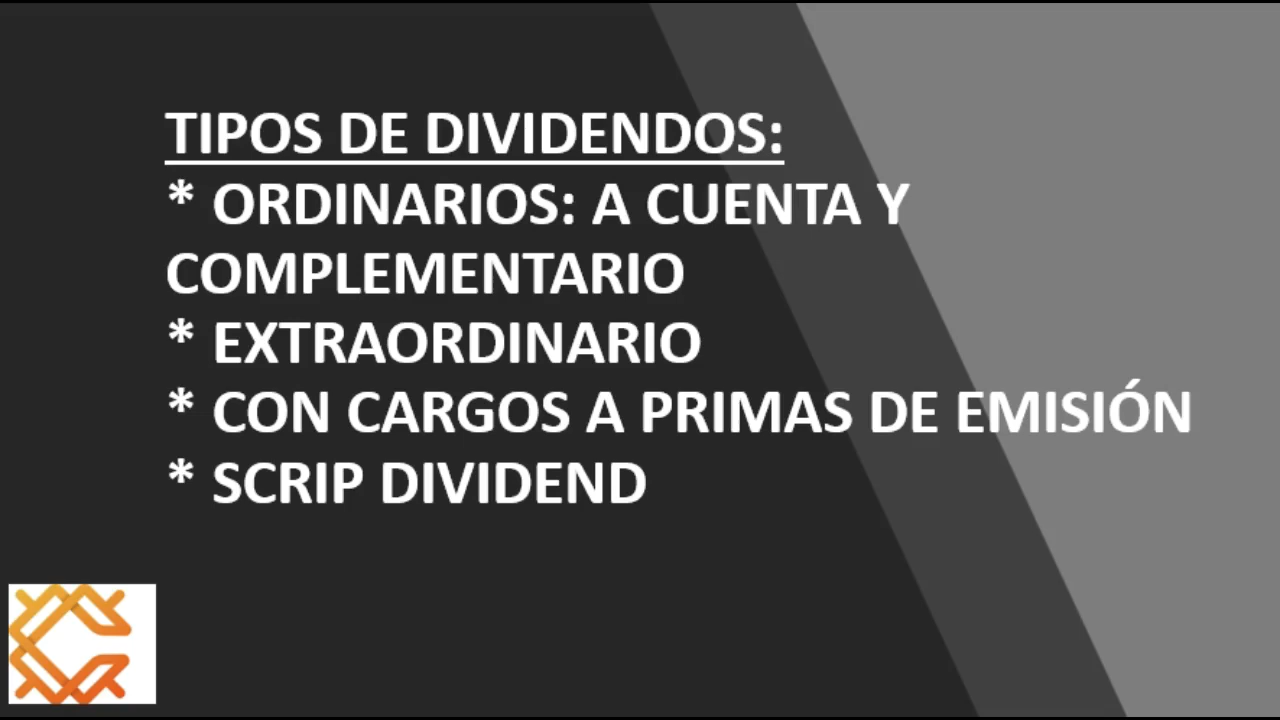 TIPOS DE DIVIDENDOS:
* ORDINARIOS: A CUENTA Y
COMPLEMENTARIO
* EXTRAORDINARIO
* CON CARGOS A PRIMAS DE EMISIÓN
* SCRIP DIVIDEND